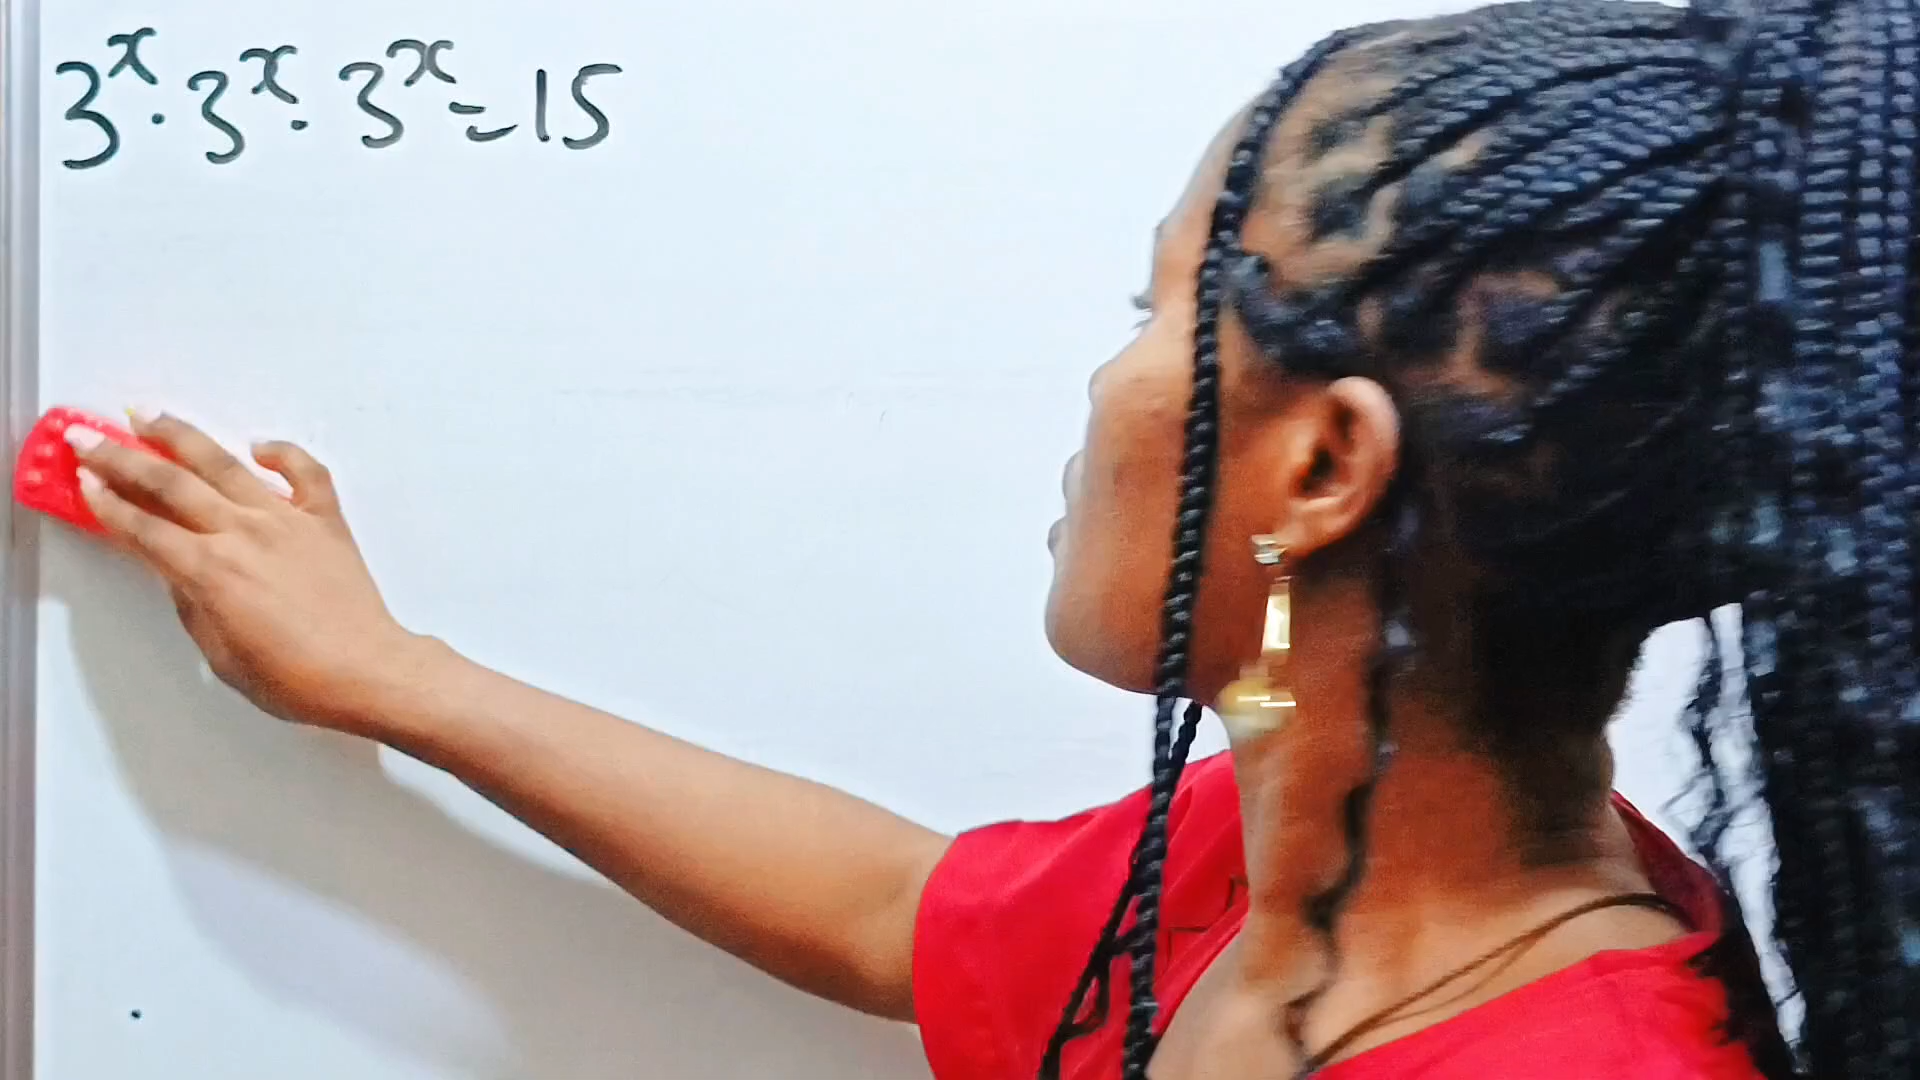 3ˣ · 3ˣ · 3ˣ = 15